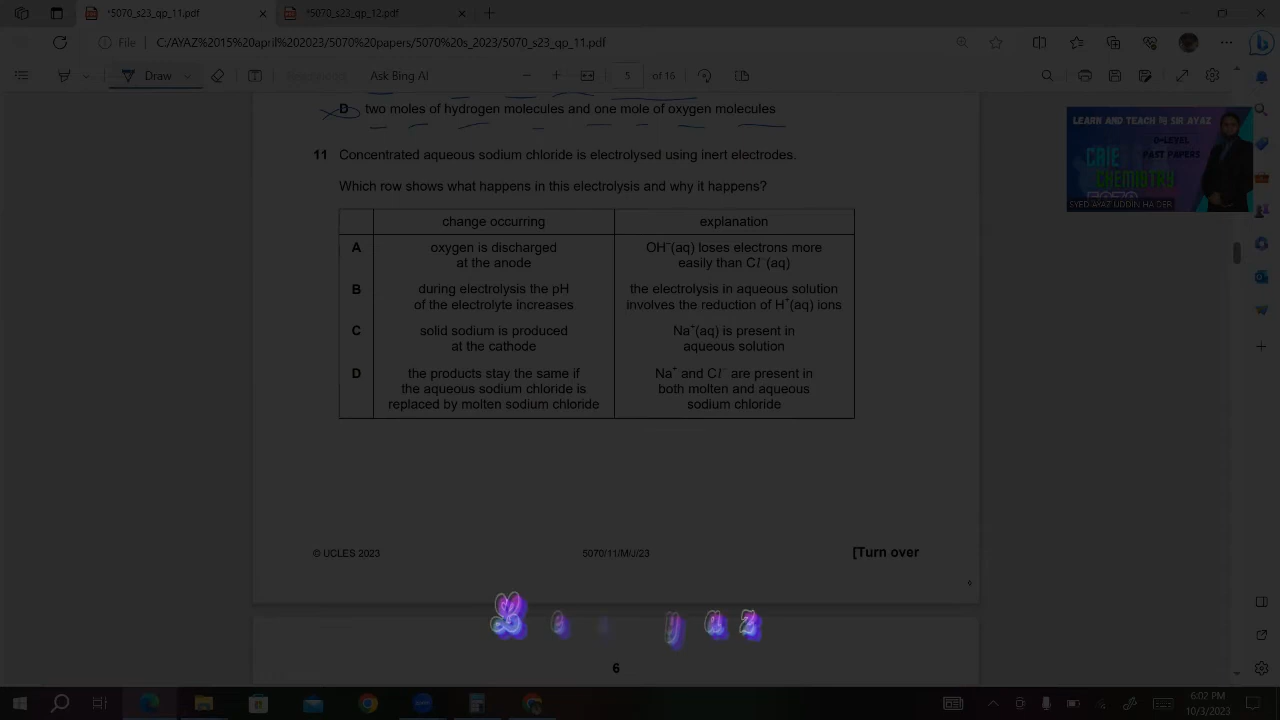 *5070_s23_qp_11.pdf
*5070_s23_qp_12.pdf
File C:/AYAZ%2015%20april%202023/5070%20papers/5070%20s_2023/5070_s23_qp_11.pdf
Draw Ask Bing AI 5 of 16
D two moles of hydrogen molecules and one mole of oxygen molecules
LEARN AND TEACH BY SIR AYAZ
O-LEVEL
PAST PAPERS
CAIE
CHEMISTRY
5070
SYED AYAZ UDDIN HAIDER
11 Concentrated aqueous sodium chloride is electrolysed using inert electrodes.
Which row shows what happens in this electrolysis and why it happens?
change occurring explanation
A oxygen is discharged OH⁻(aq) loses electrons more
at the anode easily than Cl⁻(aq)
B during electrolysis the pH the electrolysis in aqueous solution
of the electrolyte increases involves the reduction of H⁺(aq) ions
C solid sodium is produced Na⁺(aq) is present in
at the cathode aqueous solution
D the products stay the same if Na⁺ and Cl⁻ are present in
the aqueous sodium chloride is both molten and aqueous
replaced by molten sodium chloride sodium chloride
© UCLES 2023 5070/11/M/J/23 [Turn over
6
6:02 PM
10/3/2023